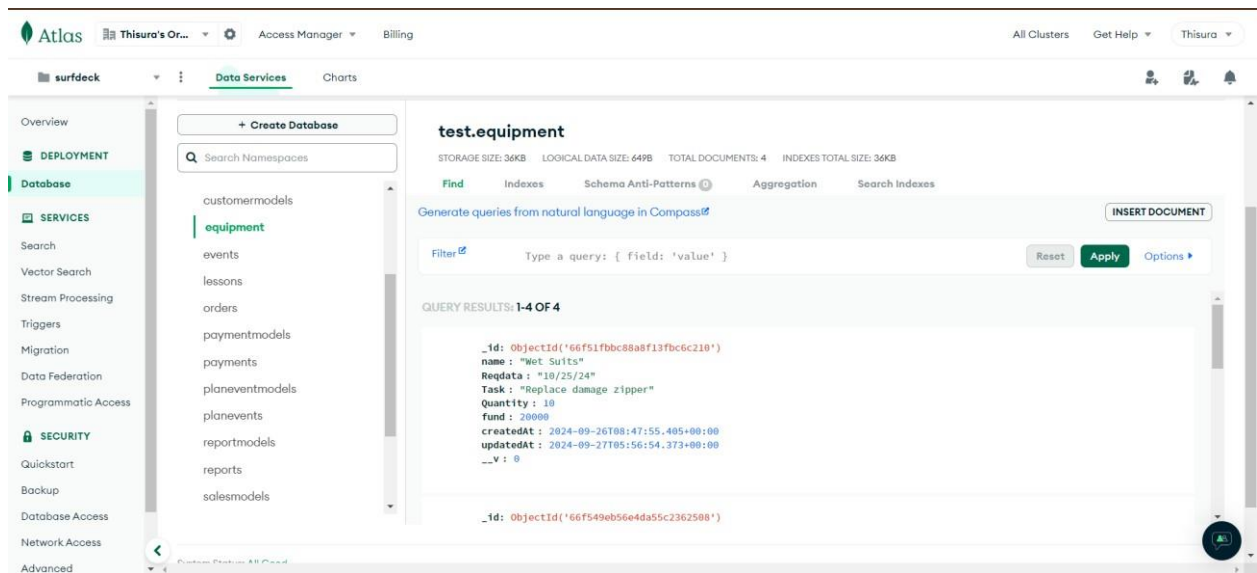 Atlas Thisura's Or... Access Manager Billing All Clusters Get Help Thisura
surfdeck Data Services Charts
Overview
DEPLOYMENT
Database
SERVICES
Search
Vector Search
Stream Processing
Triggers
Migration
Data Federation
Programmatic Access
SECURITY
Quickstart
Backup
Database Access
Network Access
Advanced
+ Create Database
Search Namespaces
customermodels
equipment
events
lessons
orders
paymentmodels
payments
planeventmodels
planevents
reportmodels
reports
salesmodels
test.equipment
STORAGE SIZE: 36KB LOGICAL DATA SIZE: 649B TOTAL DOCUMENTS: 4 INDEXES TOTAL SIZE: 36KB
Find Indexes Schema Anti-Patterns 0 Aggregation Search Indexes
Generate queries from natural language in Compass
INSERT DOCUMENT
Filter Type a query: { field: 'value' } Reset Apply Options
QUERY RESULTS: 1-4 OF 4
_id: ObjectId('66f51fbbc88a8f13fbc6c210')
name : "Wet Suits"
Reqdata : "10/25/24"
Task : "Replace damage zipper"
Quantity : 10
fund : 20000
createdAt : 2024-09-26T08:47:55.405+00:00
updatedAt : 2024-09-27T05:56:54.373+00:00
__v : 0
_id: ObjectId('66f549eb56e4da55c2362508')
System Status: All Good